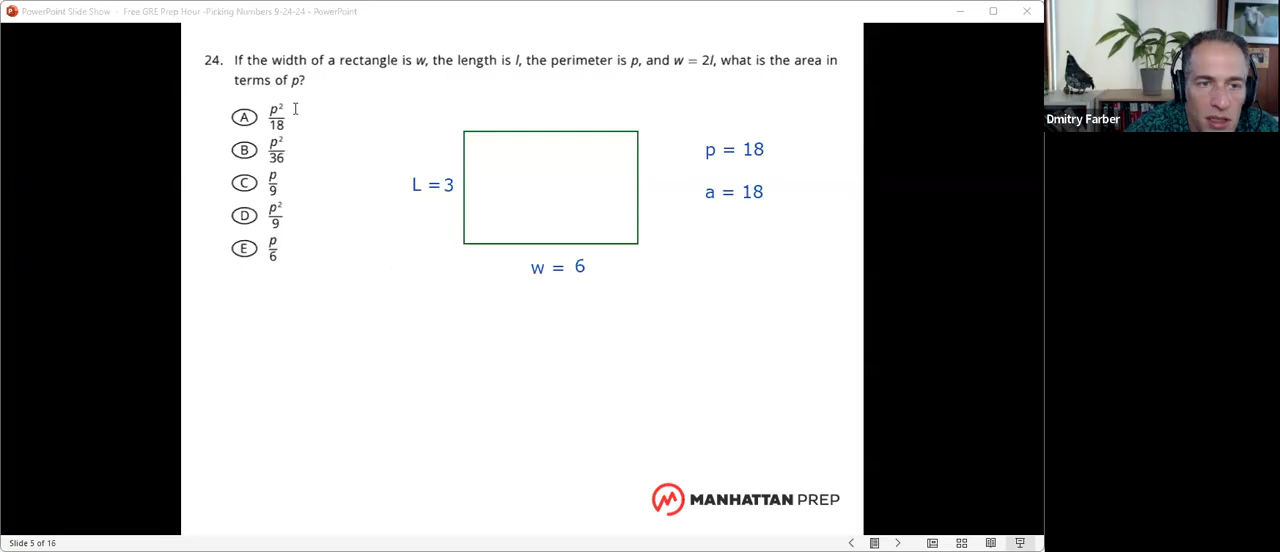 PowerPoint Slide Show - Free GRE Prep Hour -Picking Numbers 9-24-24 - PowerPoint
24. If the width of a rectangle is w, the length is l, the perimeter is p, and w = 2l, what is the area in
terms of p?
A p²/18
B p²/36
C p/9
D p²/9
E p/6
L = 3
w = 6
p = 18
a = 18
Dmitry Farber
MANHATTAN PREP
Slide 5 of 16